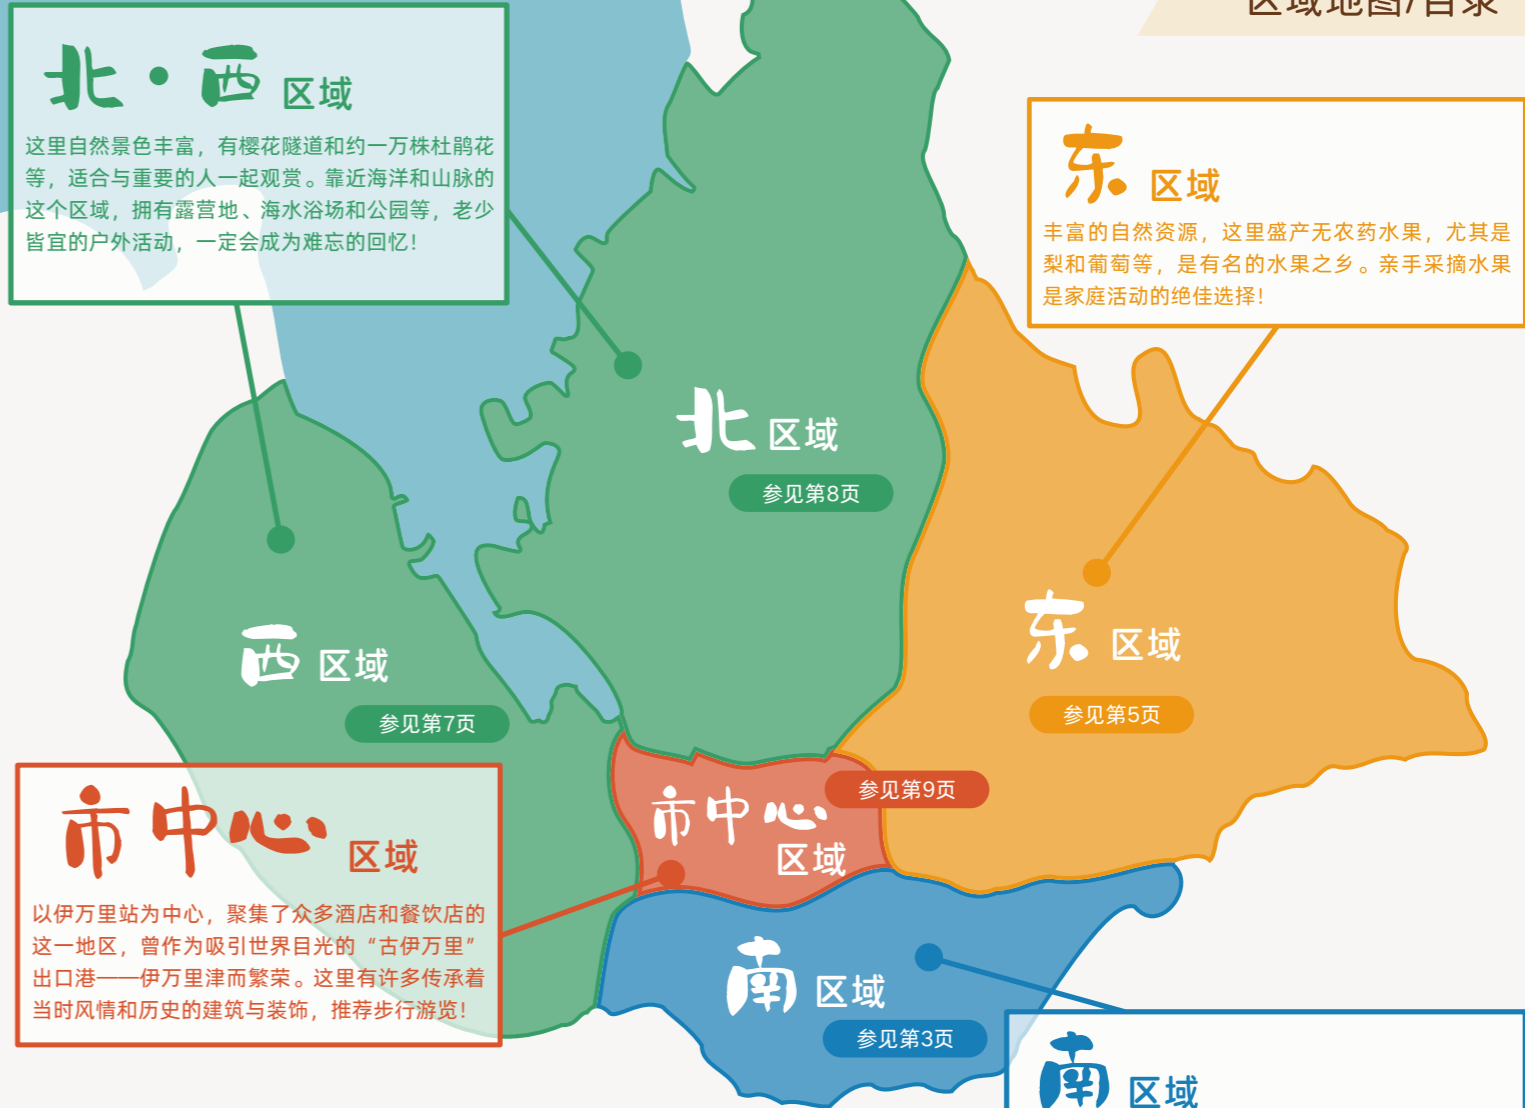 区域地图/目录
北・西 区域
这里自然景色丰富，有樱花隧道和约一万株杜鹃花
等，适合与重要的人一起观赏。靠近海洋和山脉的
这个区域，拥有露营地、海水浴场和公园等，老少
皆宜的户外活动，一定会成为难忘的回忆！
东 区域
丰富的自然资源，这里盛产无农药水果，尤其是
梨和葡萄等，是有名的水果之乡。亲手采摘水果
是家庭活动的绝佳选择！
北 区域
参见第8页
东 区域
参见第5页
西 区域
参见第7页
市中心
区域
参见第9页
市中心 区域
以伊万里站为中心，聚集了众多酒店和餐饮店的
这一地区，曾作为吸引世界目光的“古伊万里”
出口港——伊万里津而繁荣。这里有许多传承着
当时风情和历史的建筑与装饰，推荐步行游览！
南 区域
参见第3页
南 区域